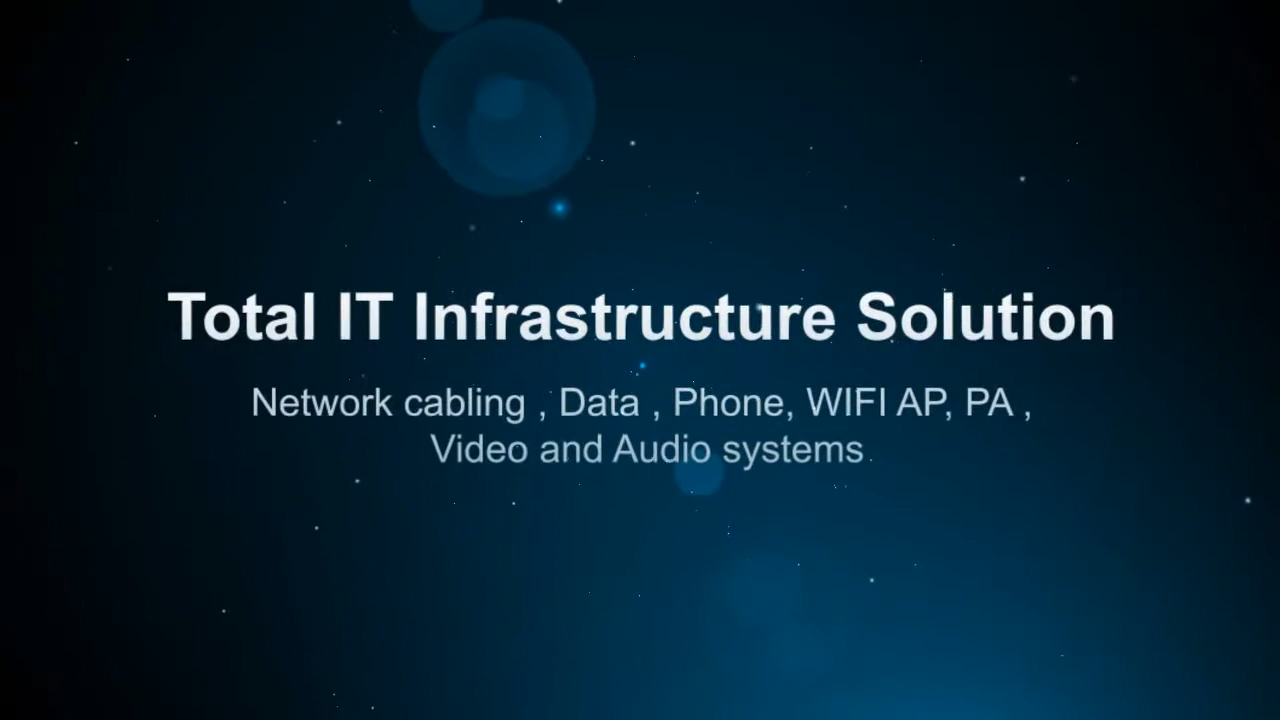 Total IT Infrastructure Solution
Network cabling , Data , Phone, WIFI AP, PA ,
Video and Audio systems